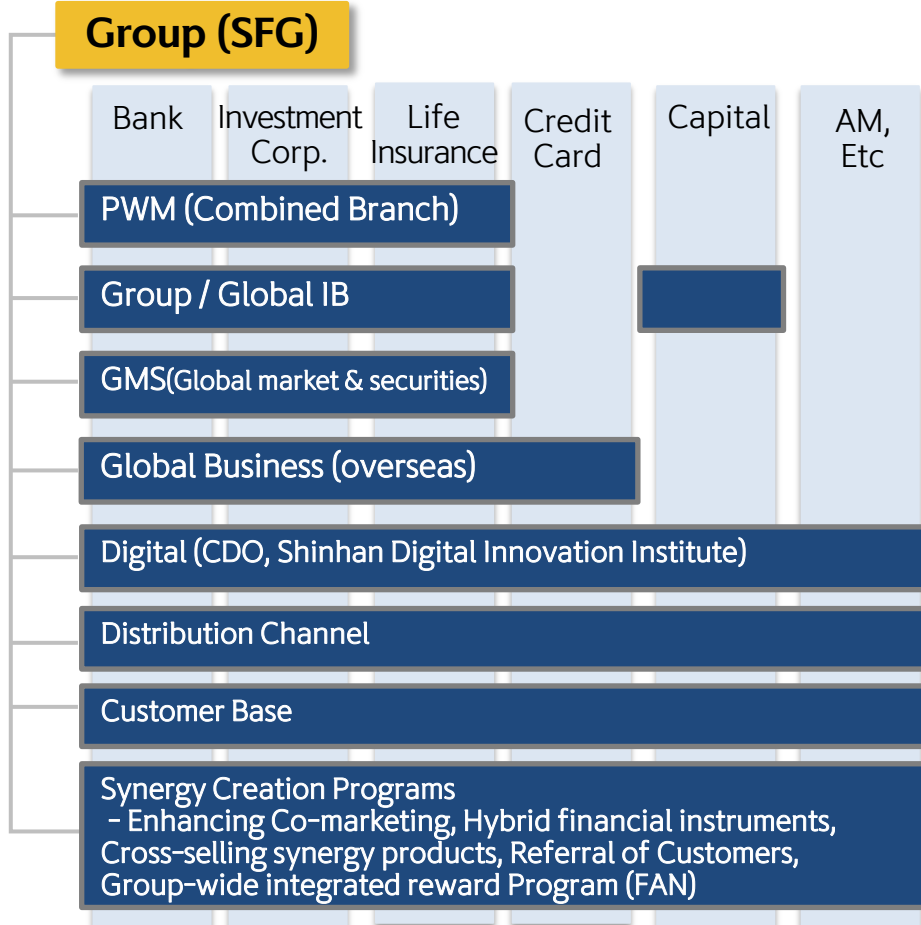 Group (SFG)
Bank
Investment
Corp.
Life
Insurance
Credit
Card
Capital
AM,
Etc
PWM (Combined Branch)
Group / Global IB
GMS(Global market & securities)
Global Business (overseas)
Digital (CDO, Shinhan Digital Innovation Institute)
Distribution Channel
Customer Base
Synergy Creation Programs
- Enhancing Co-marketing, Hybrid financial instruments,
Cross-selling synergy products, Referral of Customers,
Group-wide integrated reward Program (FAN)